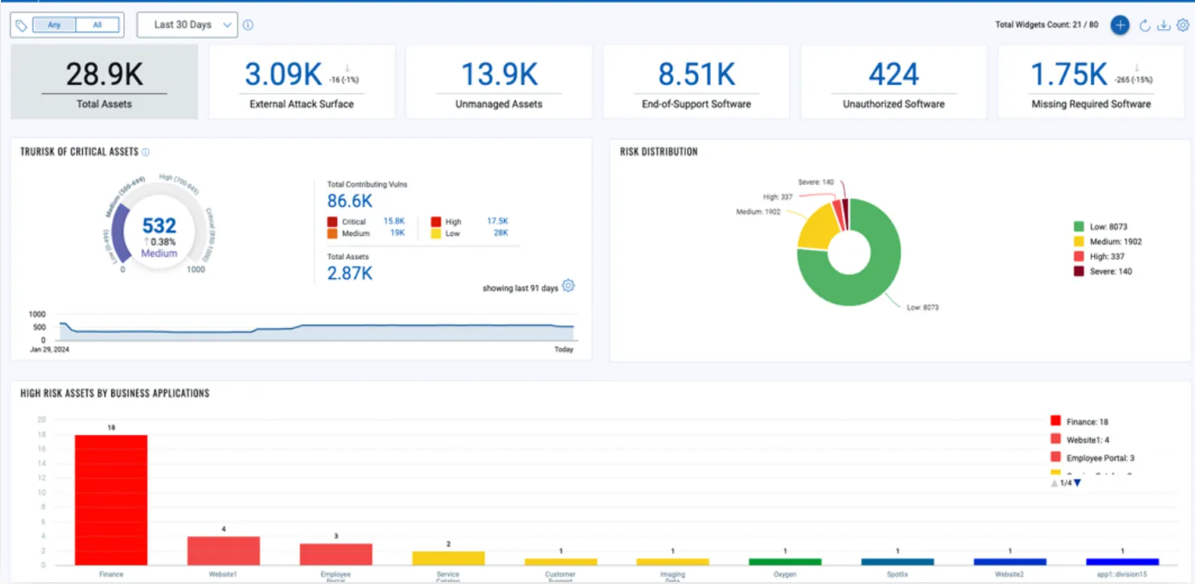 Any All
Last 30 Days
Total Widgets Count: 21 / 80
28.9K
Total Assets
3.09K -16 (-1%)
External Attack Surface
13.9K
Unmanaged Assets
8.51K
End-of-Support Software
424
Unauthorized Software
1.75K -265 (-15%)
Missing Required Software
TRURISK OF CRITICAL ASSETS
Medium (500-699)
High (700-849)
532
0.38%
Medium
0
1000
Total Contributing Vulns
86.6K
Critical 15.8K High 17.5K
Medium 19K Low 28K
Total Assets
2.87K
showing last 91 days
1000
500
0
Jan 29, 2024
Today
RISK DISTRIBUTION
Severe: 140
High: 337
Medium: 1902
Low: 8073
Low: 8073
Medium: 1902
High: 337
Severe: 140
HIGH RISK ASSETS BY BUSINESS APPLICATIONS
20
18
16
14
12
10
8
6
4
2
0
18
4
3
2
1
1
1
1
1
1
Finance
Website1
Employee
Portal
Service
Catalog
Customer
Support
Imaging
Data
Oxygen
Spotlix
Website2
app1::division15
Finance: 18
Website1: 4
Employee Portal: 3
1/4